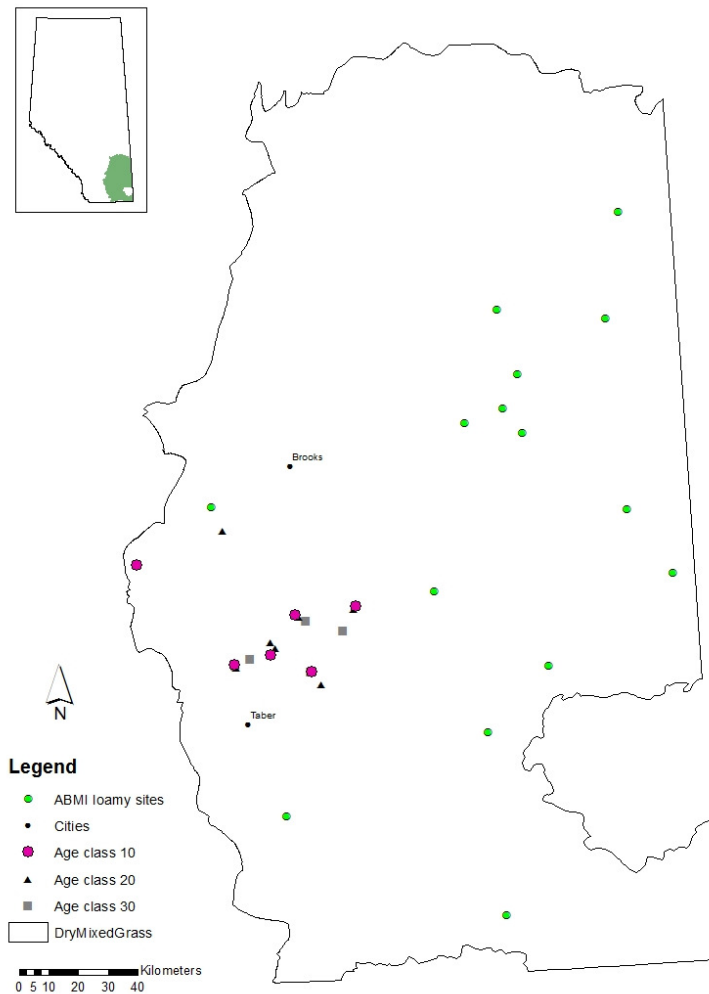 Brooks
N
Taber
Legend
ABMI loamy sites
Cities
Age class 10
Age class 20
Age class 30
DryMixedGrass
Kilometers
0 5 10 20 30 40